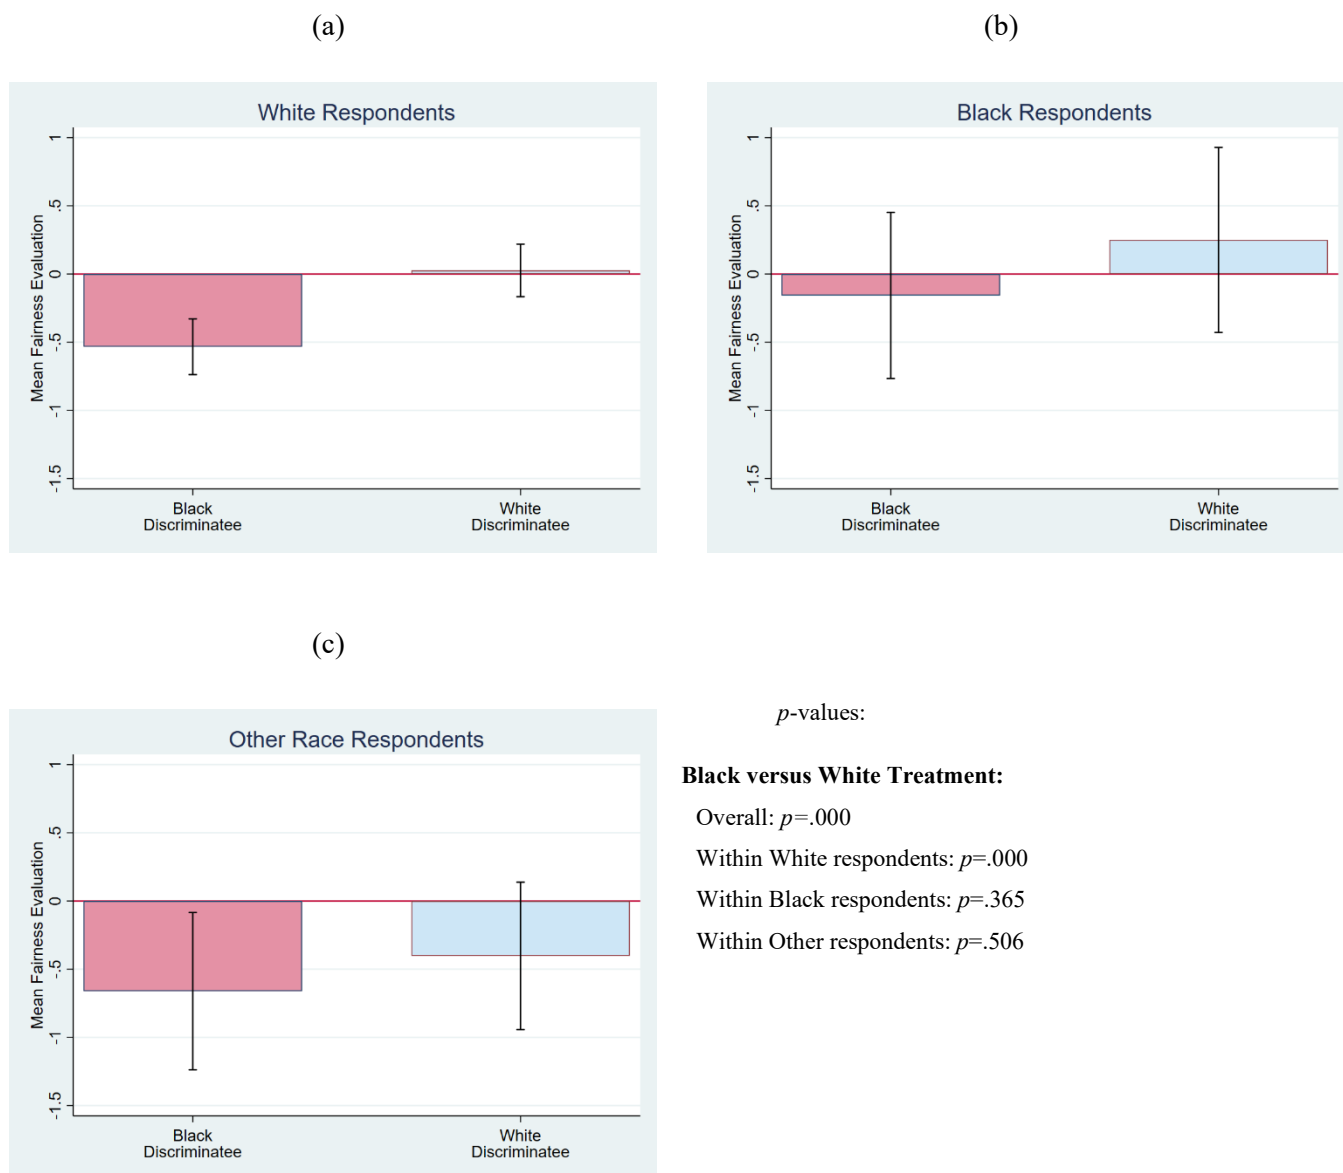 (a)
White Respondents
Mean Fairness Evaluation
1
.5
0
-.5
-1
-1.5
Black
Discriminatee
White
Discriminatee
(b)
Black Respondents
Mean Fairness Evaluation
1
.5
0
-.5
-1
-1.5
Black
Discriminatee
White
Discriminatee
(c)
Other Race Respondents
Mean Fairness Evaluation
1
.5
0
-.5
-1
-1.5
Black
Discriminatee
White
Discriminatee
p-values:
Black versus White Treatment:
Overall: p=.000
Within White respondents: p=.000
Within Black respondents: p=.365
Within Other respondents: p=.506